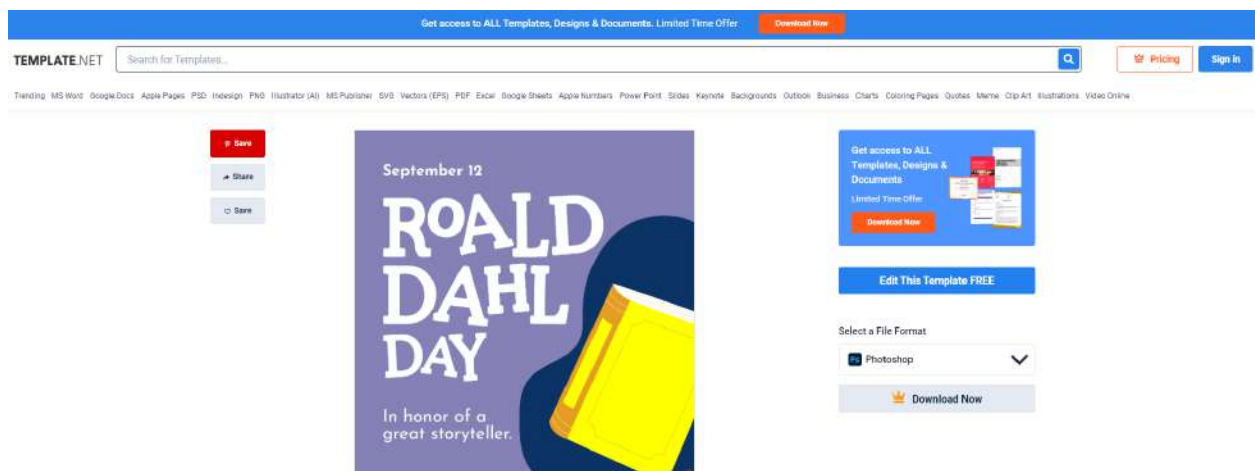 Get access to ALL Templates, Designs & Documents. Limited Time Offer Download Now
TEMPLATE.NET Search for Templates... Pricing Sign in
Trending MS Word Google Docs Apple Pages PSD Indesign PNG Illustrator (AI) MS Publisher SVG Vectors (EPS) PDF Excel Google Sheets Apple Numbers Power Point Slides Keynote Backgrounds Outlook Business Charts Coloring Pages Quotes Meme Clip Art Illustrations Video Online
Save
Share
Save
September 12
ROALD
DAHL
DAY
In honor of a
great storyteller.
Get access to ALL
Templates, Designs &
Documents
Limited Time Offer
Download Now
Edit This Template FREE
Select a File Format
Ps Photoshop
Download Now